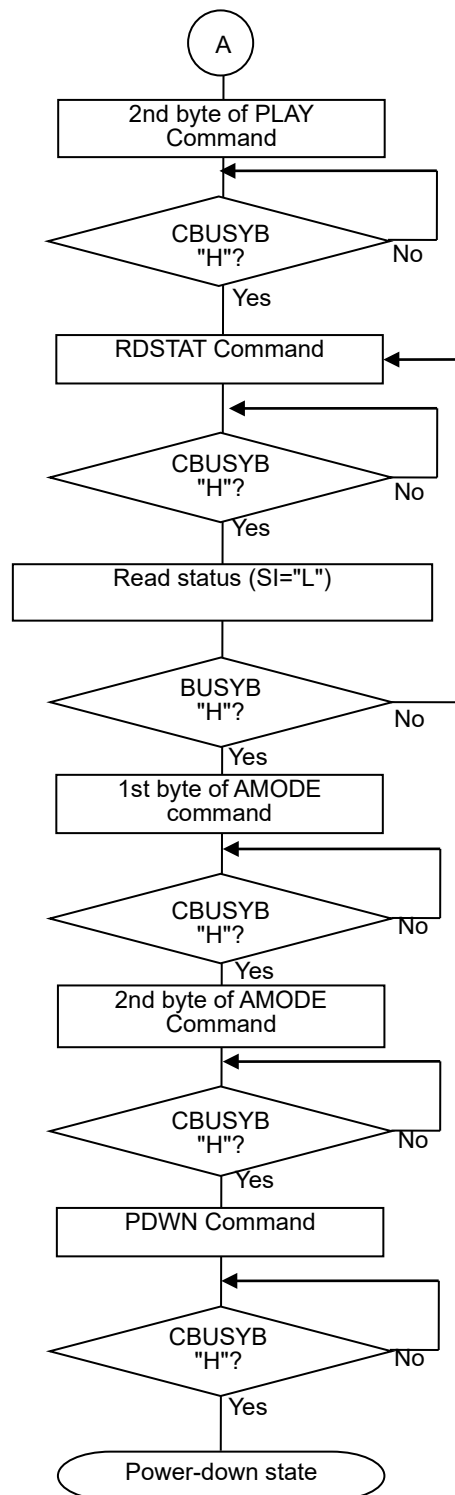 A
2nd byte of PLAY
Command
CBUSYB
"H"?
No
Yes
RDSTAT Command
CBUSYB
"H"?
No
Yes
Read status (SI="L")
BUSYB
"H"?
No
Yes
1st byte of AMODE
command
CBUSYB
"H"?
No
Yes
2nd byte of AMODE
Command
CBUSYB
"H"?
No
Yes
PDWN Command
CBUSYB
"H"?
No
Yes
Power-down state